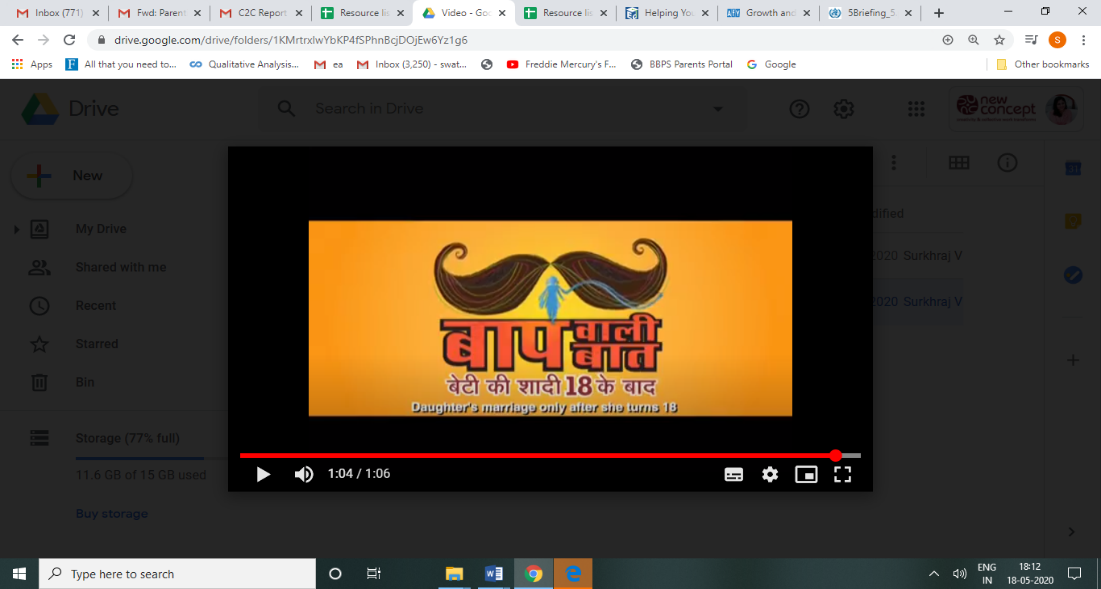 Inbox (771)
Fwd: Parent
C2C Report
Resource lis
Video - Goo
Resource lis
Helping You
Growth and
5Briefing_5
drive.google.com/drive/folders/1KMrtrxlwYbKP4fSPhnBcjDOjEw6Yz1g6
S
Apps
All that you need to...
Qualitative Analysis...
ea
Inbox (3,250) - swat...
Freddie Mercury's F...
BBPS Parents Portal
Google
Other bookmarks
Drive
Search in Drive
new
concept
New
My Drive
Shared with me
Recent
Starred
Bin
Storage (77% full)
11.6 GB of 15 GB used
Buy storage
dified
2020 Surkhraj V
2020 Surkhraj V
बाप वाली
बात
बेटी की शादी 18 के बाद
Daughter's marriage only after she turns 18
1:04 / 1:06
Type here to search
ENG
IN
18:12
18-05-2020